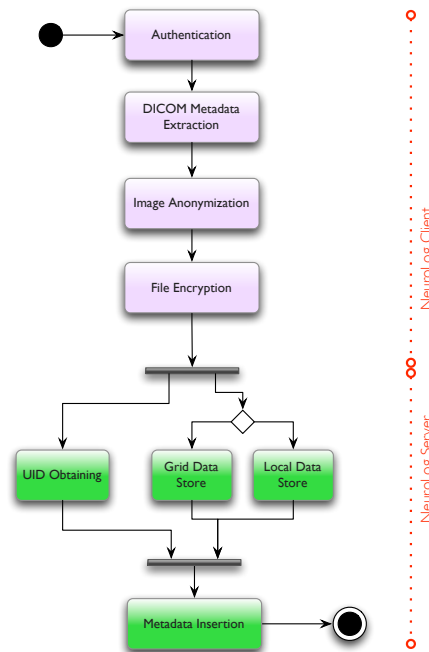 Authentication
DICOM Metadata
Extraction
Image Anonymization
File Encryption
NeuroLog Client
UID Obtaining
Grid Data
Store
Local Data
Store
NeuroLog Server
Metadata Insertion